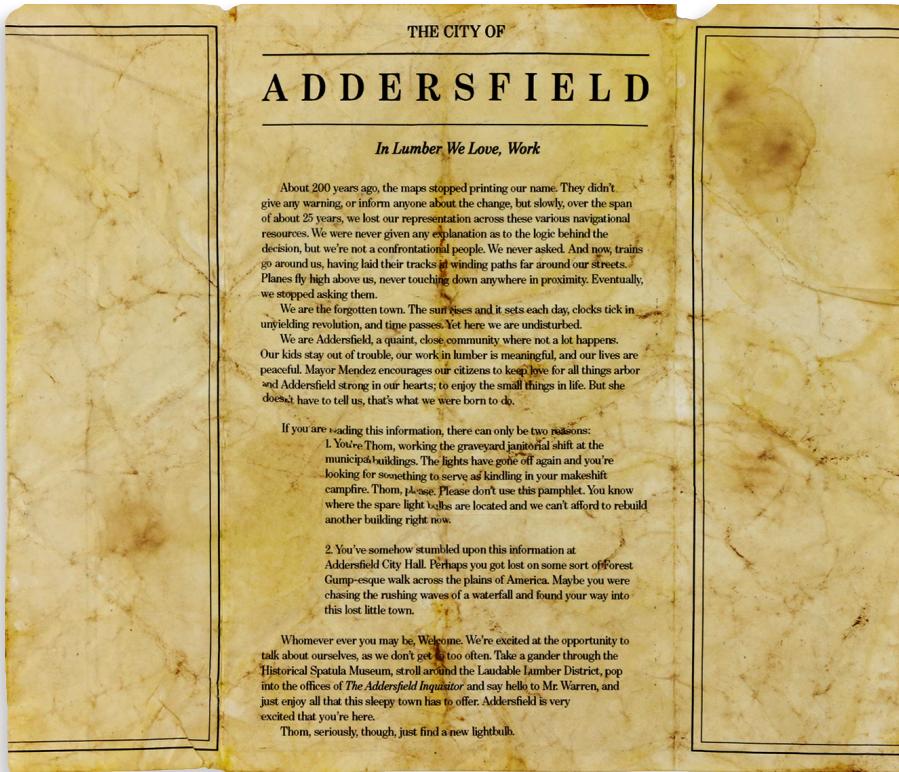 THE CITY OF
ADDERSFIELD
In Lumber We Love, Work
About 200 years ago, the maps stopped printing our name. They didn't
give any warning, or inform anyone about the change, but slowly, over the span
of about 25 years, we lost our representation across these various navigational
resources. We were never given any explanation as to the logic behind the
decision, but we're not a confrontational people. We never asked. And now, trains
go around us, having laid their tracks in winding paths far around our streets.
Planes fly high above us, never touching down anywhere in proximity. Eventually,
we stopped asking them.
We are the forgotten town. The sun rises and it sets each day, clocks tick in
unyielding revolution, and time passes. Yet here we are undisturbed.
We are Addersfield, a quaint, close community where not a lot happens.
Our kids stay out of trouble, our work in lumber is meaningful, and our lives are
peaceful. Mayor Mendez encourages our citizens to keep love for all things arbor
and Addersfield strong in our hearts; to enjoy the small things in life. But she
doesn't have to tell us, that's what we were born to do.
If you are reading this information, there can only be two reasons:
1. You're Thom, working the graveyard janitorial shift at the
municipal buildings. The lights have gone off again and you're
looking for something to serve as kindling in your makeshift
campfire. Thom, please. Please don't use this pamphlet. You know
where the spare light bulbs are located and we can't afford to rebuild
another building right now.
2. You've somehow stumbled upon this information at
Addersfield City Hall. Perhaps you got lost on some sort of Forest
Gump-esque walk across the plains of America. Maybe you were
chasing the rushing waves of a waterfall and found your way into
this lost little town.
Whomever ever you may be, Welcome. We're excited at the opportunity to
talk about ourselves, as we don't get to too often. Take a gander through the
Historical Spatula Museum, stroll around the Laudable Lumber District, pop
into the offices of The Addersfield Inquisitor and say hello to Mr. Warren, and
just enjoy all that this sleepy town has to offer. Addersfield is very
excited that you're here.
Thom, seriously, though, just find a new lightbulb.